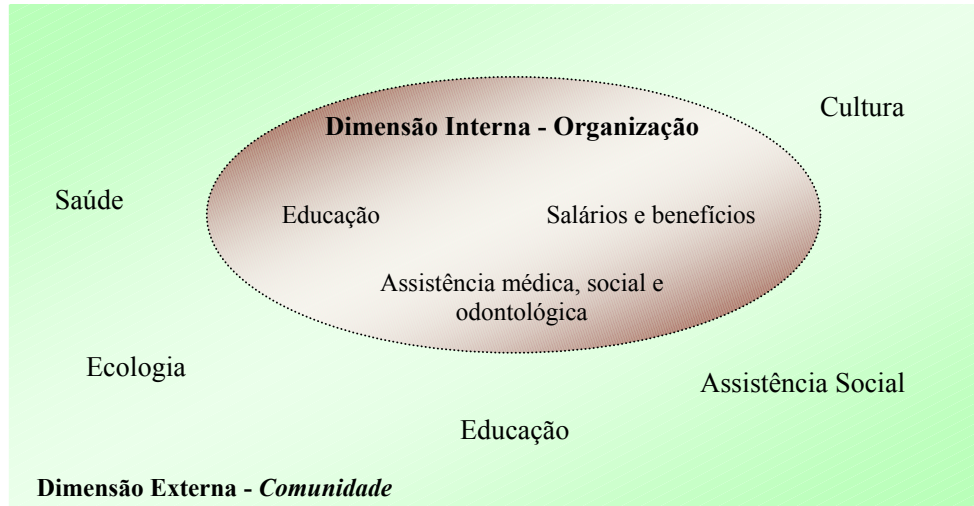 Cultura
Dimensão Interna - Organização
Saúde
Educação
Salários e benefícios
Assistência médica, social e
odontológica
Ecologia
Assistência Social
Educação
Dimensão Externa - Comunidade